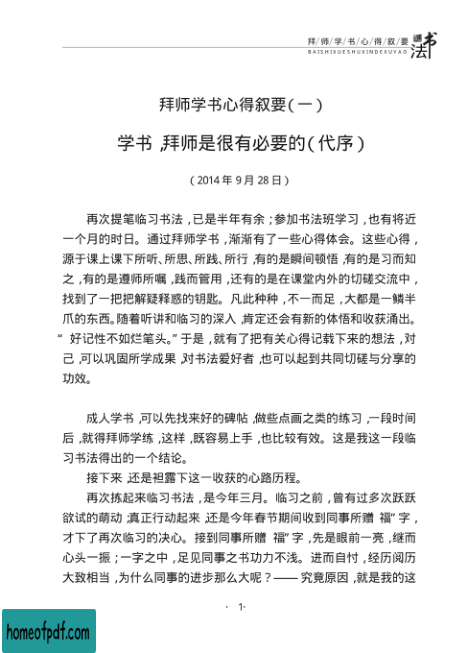 拜/师/学/书/心/得/叙/要
BAISHIXUESHUXINDEXUYAO
书法
拜师学书心得叙要(一)
学书,拜师是很有必要的(代序)
(2014年9月28日)
再次提笔临习书法,已是半年有余;参加书法班学习,也有将近
一个月的时日。通过拜师学书,渐渐有了一些心得体会。这些心得,
源于课上课下所听、所思、所践、所行,有的是瞬间顿悟,有的是习而知
之,有的是遵师所嘱,践而管用,还有的是在课堂内外的切磋交流中,
找到了一把把解疑释惑的钥匙。凡此种种,不一而足,大都是一鳞半
爪的东西。随着听讲和临习的深入,肯定还会有新的体悟和收获涌出。
“好记性不如烂笔头。”于是,就有了把有关心得记载下来的想法,对
己,可以巩固所学成果,对书法爱好者,也可以起到共同切磋与分享的
功效。
成人学书,可以先找来好的碑帖,做些点画之类的练习,一段时间
后,就得拜师学练,这样,既容易上手,也比较有效。这是我这一段临
习书法得出的一个结论。
接下来,还是袒露下这一收获的心路历程。
再次拣起来临习书法,是今年三月。临习之前,曾有过多次跃跃
欲试的萌动;真正行动起来,还是今年春节期间收到同事所赠 福”字,
才下了再次临习的决心。接到同事所赠 福”字,先是眼前一亮,继而
心头一振;一字之中,足见同事之书功力不浅。进而自忖,经历阅历
大致相当,为什么同事的进步那么大呢?——究竟原因,就是我的这
· 1·
homeofpdf.com